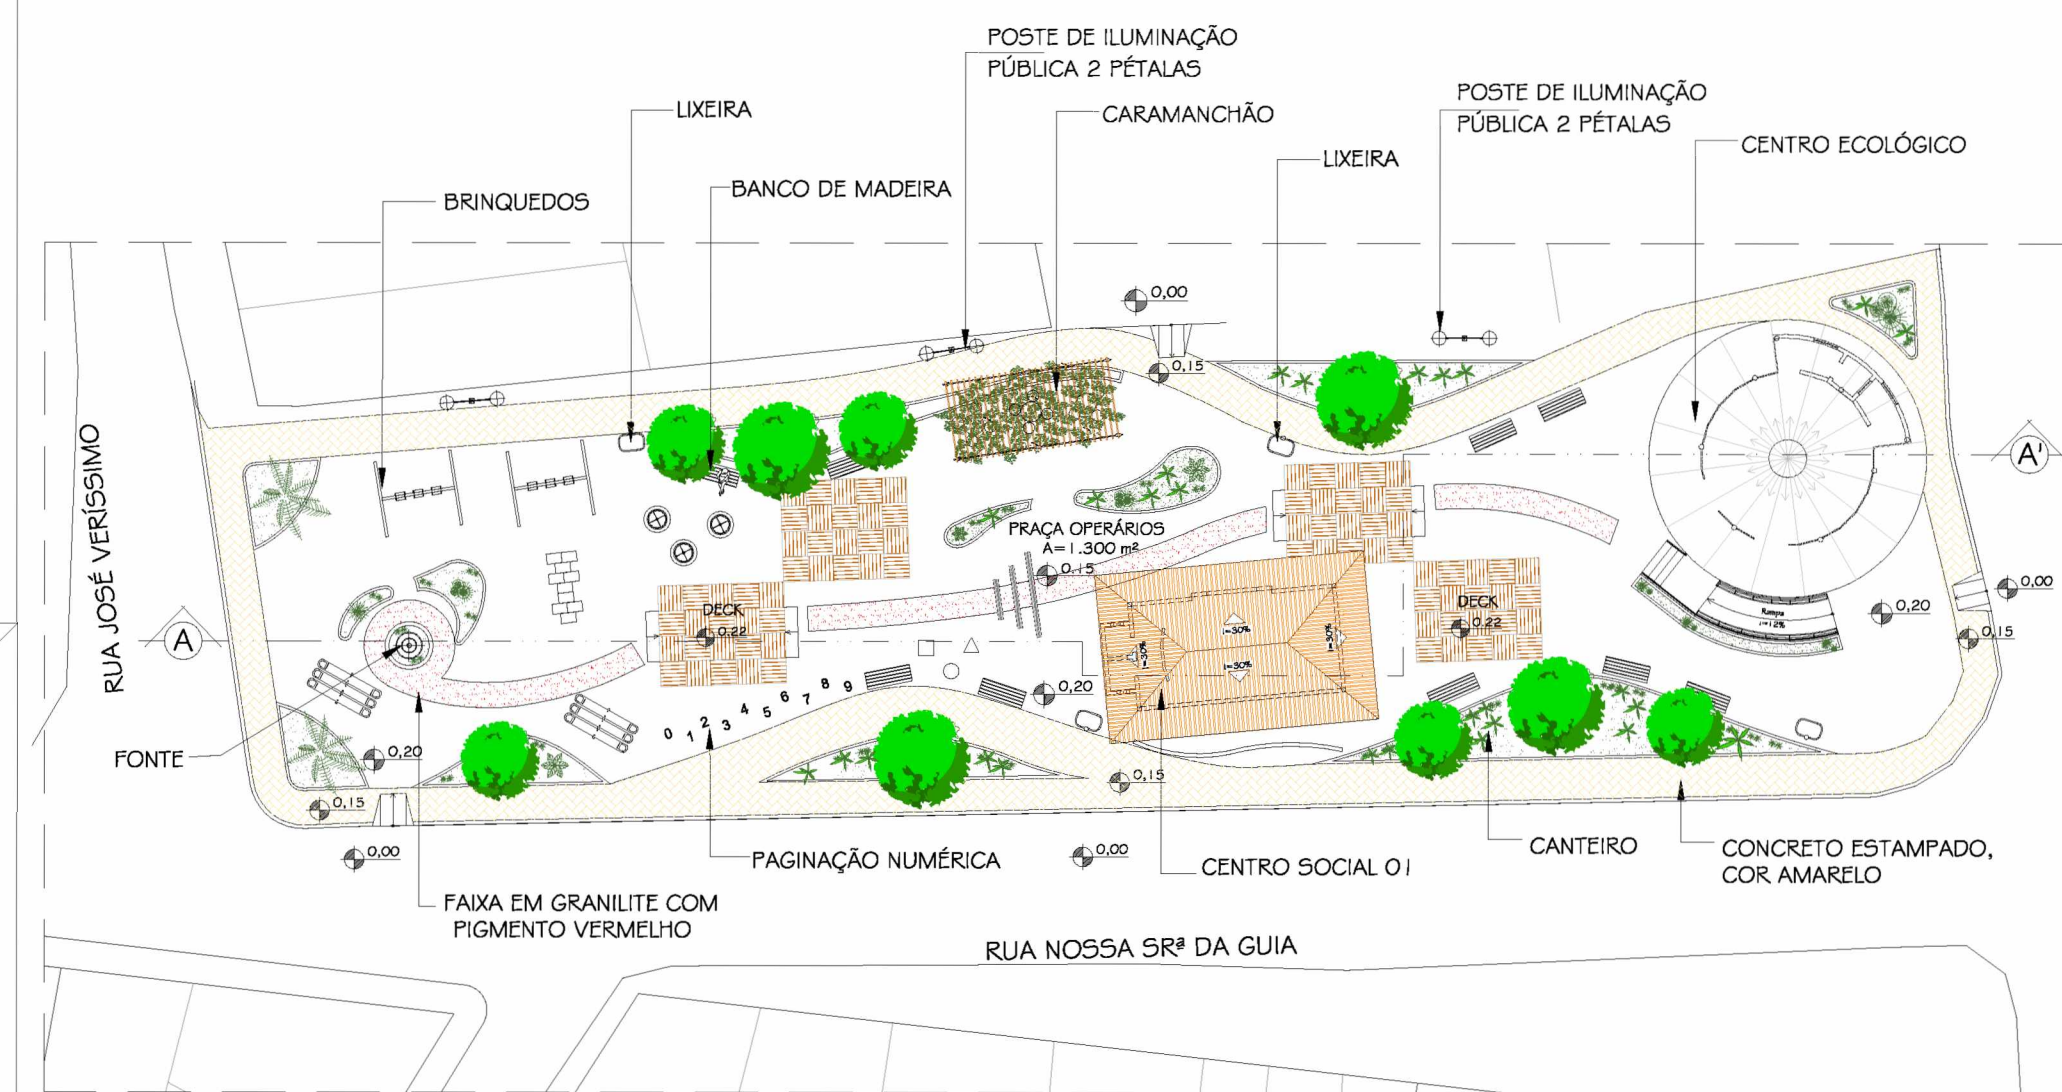 POSTE DE ILUMINAÇÃO
PÚBLICA 2 PÉTALAS
LIXEIRA
CARAMANCHÃO
POSTE DE ILUMINAÇÃO
PÚBLICA 2 PÉTALAS
CENTRO ECOLÓGICO
LIXEIRA
BANCO DE MADEIRA
BRINQUEDOS
0,00
0,15
A'
RUA JOSÉ VERÍSSIMO
PRAÇA OPERÁRIOS
A=1.300 m²
0.15
0,00
DECK
0.22
DECK
0.22
Rampa
i=12%
0,20
0,15
A
i=30%
i=30%
i=30%
i=30%
0 1 2 3 4 5 6 7 8 9
0,20
FONTE
0,20
0,15
0,15
0,00
0,00
PAGINAÇÃO NUMÉRICA
CENTRO SOCIAL 01
CANTEIRO
CONCRETO ESTAMPADO,
COR AMARELO
FAIXA EM GRANILITE COM
PIGMENTO VERMELHO
RUA NOSSA SRª DA GUIA